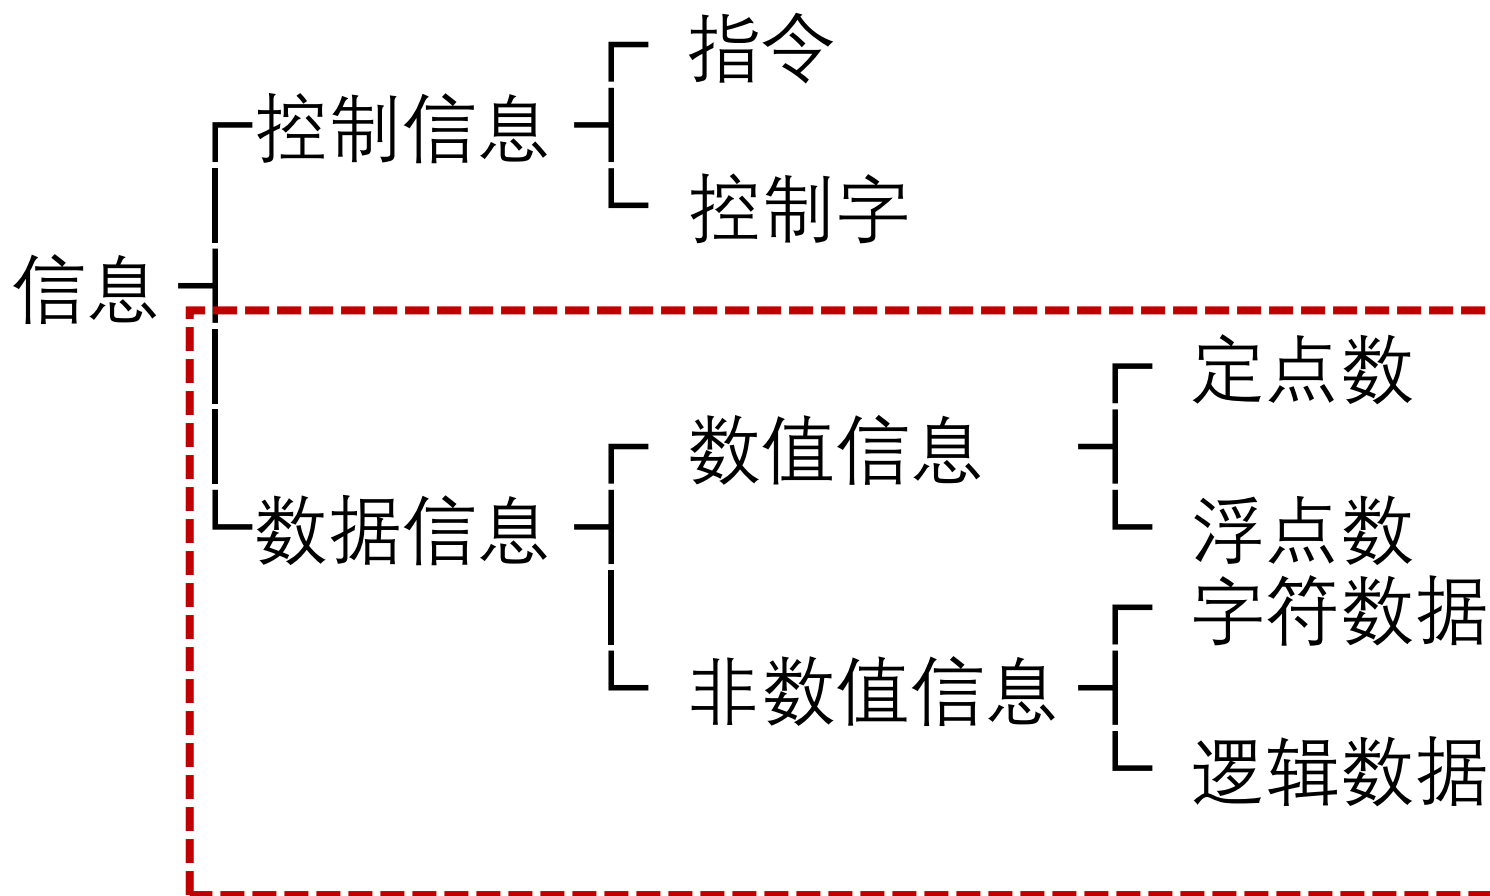 指令
控制信息
控制字
信息
定点数
数值信息
数据信息
浮点数
字符数据
非数值信息
逻辑数据